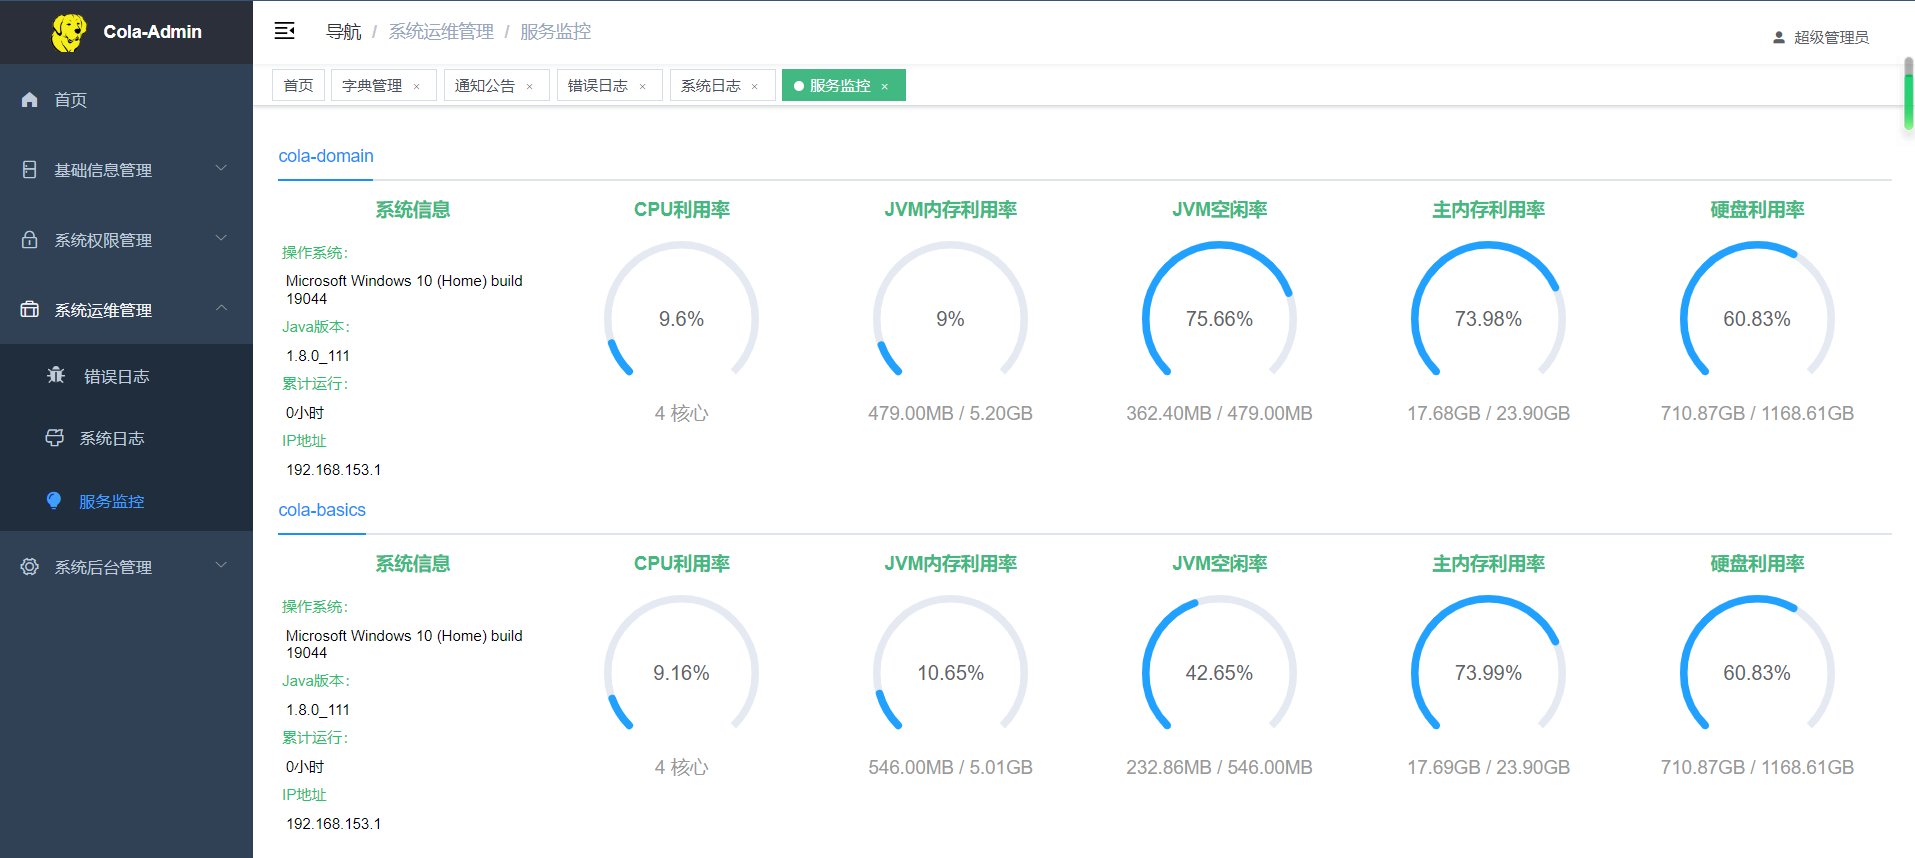 Cola-Admin
首页
基础信息管理
系统权限管理
系统运维管理
错误日志
系统日志
服务监控
系统后台管理
导航 / 系统运维管理 / 服务监控
超级管理员
首页 字典管理 × 通知公告 × 错误日志 × 系统日志 × 服务监控 ×
cola-domain
系统信息 CPU利用率 JVM内存利用率 JVM空闲率 主内存利用率 硬盘利用率
操作系统:
Microsoft Windows 10 (Home) build
19044
Java版本:
1.8.0_111
累计运行:
0小时
IP地址
192.168.153.1
9.6% 9% 75.66% 73.98% 60.83%
4 核心 479.00MB / 5.20GB 362.40MB / 479.00MB 17.68GB / 23.90GB 710.87GB / 1168.61GB
cola-basics
系统信息 CPU利用率 JVM内存利用率 JVM空闲率 主内存利用率 硬盘利用率
操作系统:
Microsoft Windows 10 (Home) build
19044
Java版本:
1.8.0_111
累计运行:
0小时
IP地址
192.168.153.1
9.16% 10.65% 42.65% 73.99% 60.83%
4 核心 546.00MB / 5.01GB 232.86MB / 546.00MB 17.69GB / 23.90GB 710.87GB / 1168.61GB